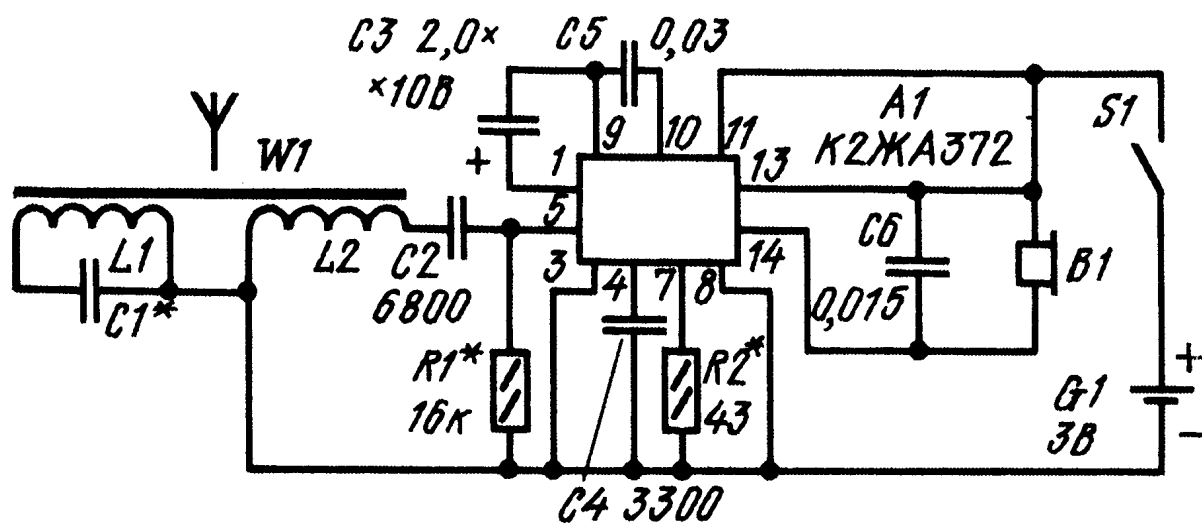 C3 2,0×
×10В
C5 0,03
W1
9 10 11
A1
К2ЖА372
S1
1 13
+
5
L1 L2 C2
C1*
6800
3 4 7 8 14
C6
0,015
B1
R1*
16к
R2*
43
G1
3В
+
−
C4 3300